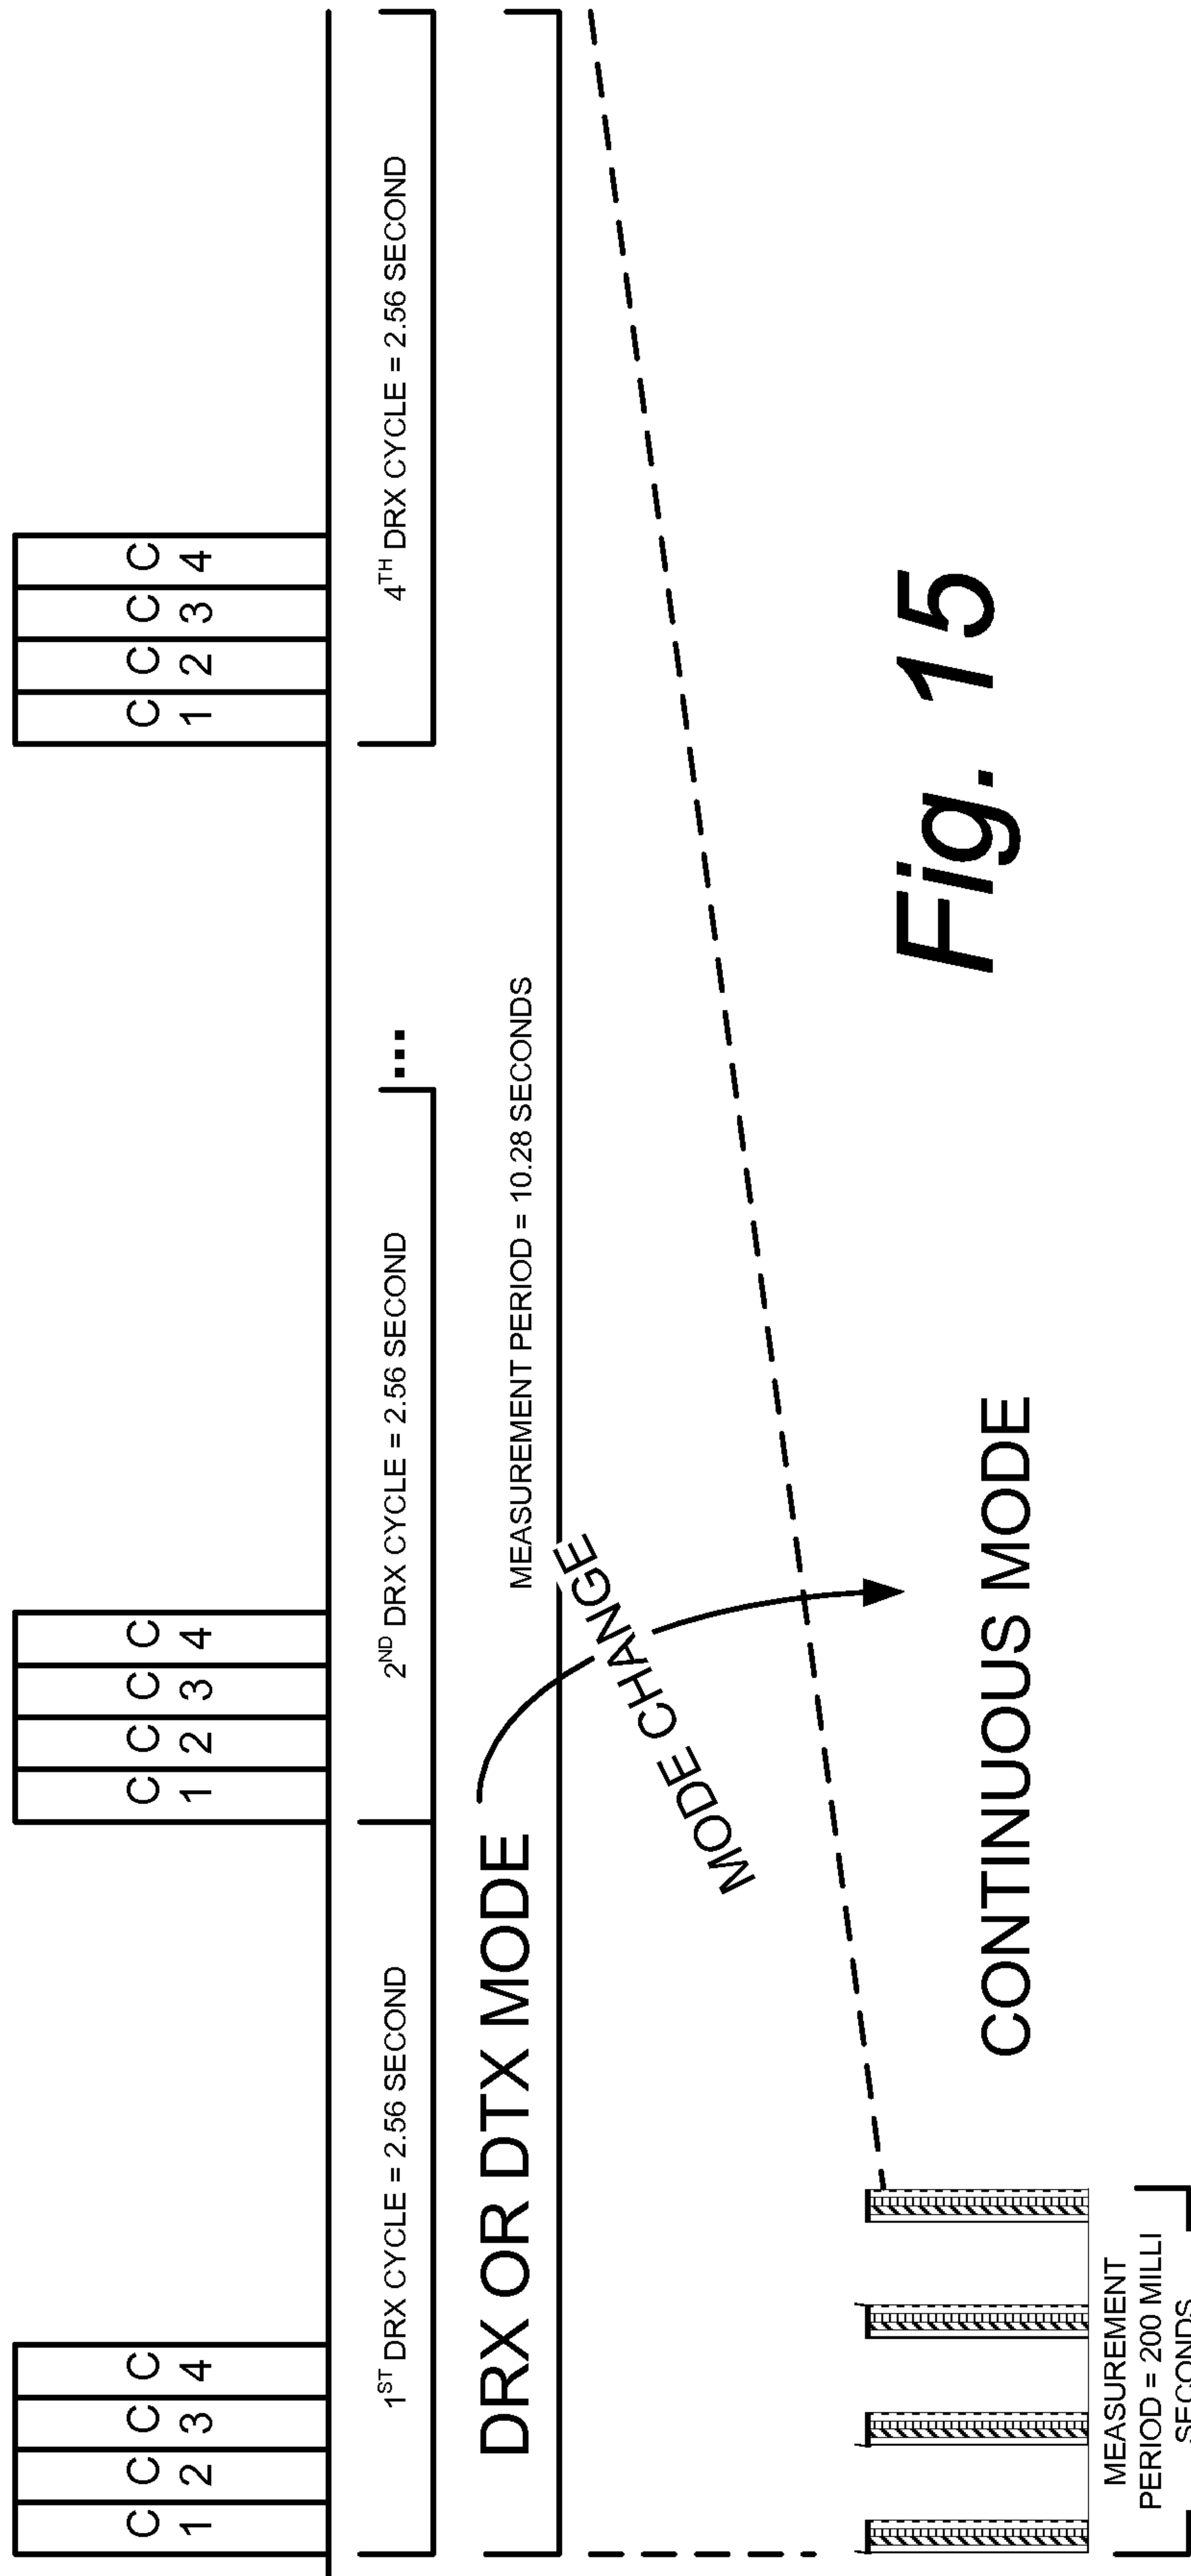 C C C C
1 2 3 4
C C C C
1 2 3 4
C C C C
1 2 3 4
1ST DRX CYCLE = 2.56 SECOND
2ND DRX CYCLE = 2.56 SECOND
...
4TH DRX CYCLE = 2.56 SECOND
DRX OR DTX MODE
MEASUREMENT PERIOD = 10.28 SECONDS
MODE CHANGE
CONTINUOUS MODE
MEASUREMENT
PERIOD = 200 MILLI
SECONDS
Fig. 15